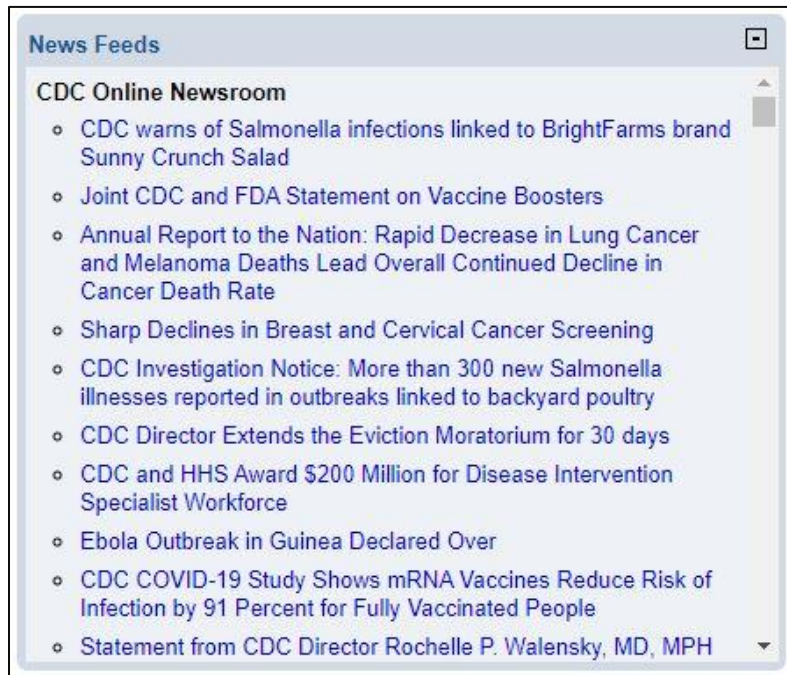 News Feeds
CDC Online Newsroom
CDC warns of Salmonella infections linked to BrightFarms brand
Sunny Crunch Salad
Joint CDC and FDA Statement on Vaccine Boosters
Annual Report to the Nation: Rapid Decrease in Lung Cancer
and Melanoma Deaths Lead Overall Continued Decline in
Cancer Death Rate
Sharp Declines in Breast and Cervical Cancer Screening
CDC Investigation Notice: More than 300 new Salmonella
illnesses reported in outbreaks linked to backyard poultry
CDC Director Extends the Eviction Moratorium for 30 days
CDC and HHS Award $200 Million for Disease Intervention
Specialist Workforce
Ebola Outbreak in Guinea Declared Over
CDC COVID-19 Study Shows mRNA Vaccines Reduce Risk of
Infection by 91 Percent for Fully Vaccinated People
Statement from CDC Director Rochelle P. Walensky, MD, MPH